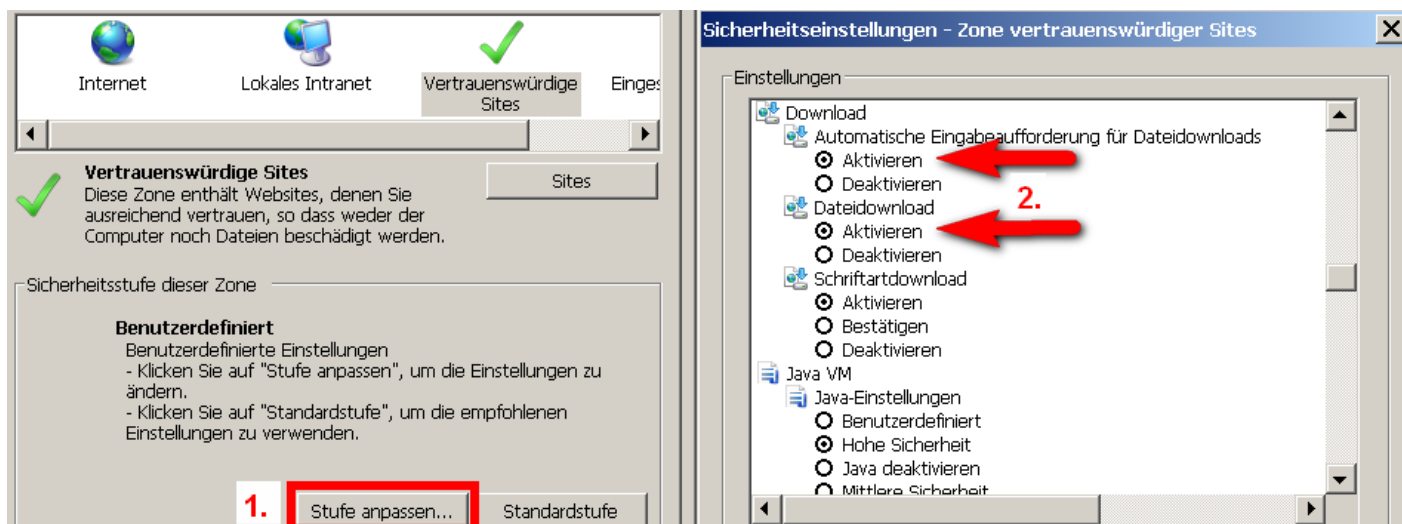 Internet
Lokales Intranet
Vertrauenswürdige
Sites
Einges
Vertrauenswürdige Sites
Diese Zone enthält Websites, denen Sie
ausreichend vertrauen, so dass weder der
Computer noch Dateien beschädigt werden.
Sites
Sicherheitsstufe dieser Zone
Benutzerdefiniert
Benutzerdefinierte Einstellungen
- Klicken Sie auf "Stufe anpassen", um die Einstellungen zu
ändern.
- Klicken Sie auf "Standardstufe", um die empfohlenen
Einstellungen zu verwenden.
1.
Stufe anpassen...
Standardstufe
Sicherheitseinstellungen - Zone vertrauenswürdiger Sites
Einstellungen
Download
Automatische Eingabeaufforderung für Dateidownloads
Aktivieren
Deaktivieren
2.
Dateidownload
Aktivieren
Deaktivieren
Schriftartdownload
Aktivieren
Bestätigen
Deaktivieren
Java VM
Java-Einstellungen
Benutzerdefiniert
Hohe Sicherheit
Java deaktivieren
Mittlere Sicherheit